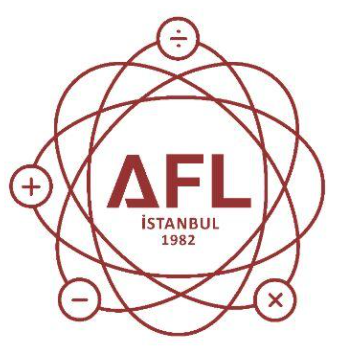 ÷
+
AFL
İSTANBUL
1982
−
×